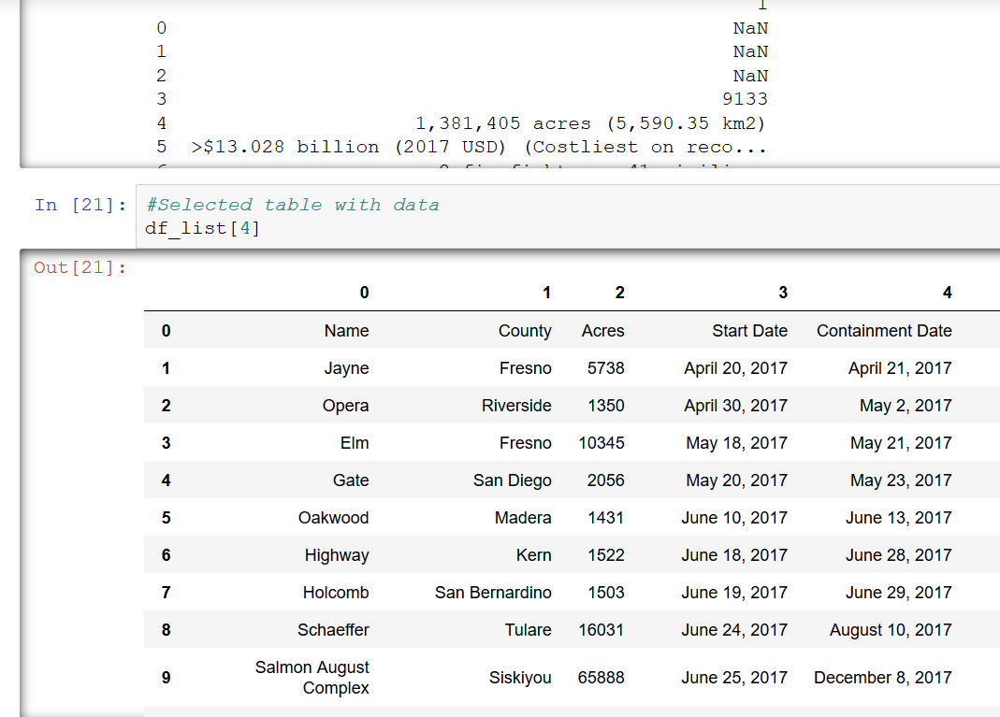 1
0 NaN
1 NaN
2 NaN
3 9133
4 1,381,405 acres (5,590.35 km2)
5 >$13.028 billion (2017 USD) (Costliest on reco...
In [21]: #Selected table with data
df_list[4]
Out[21]:
0 1 2 3 4
0 Name County Acres Start Date Containment Date
1 Jayne Fresno 5738 April 20, 2017 April 21, 2017
2 Opera Riverside 1350 April 30, 2017 May 2, 2017
3 Elm Fresno 10345 May 18, 2017 May 21, 2017
4 Gate San Diego 2056 May 20, 2017 May 23, 2017
5 Oakwood Madera 1431 June 10, 2017 June 13, 2017
6 Highway Kern 1522 June 18, 2017 June 28, 2017
7 Holcomb San Bernardino 1503 June 19, 2017 June 29, 2017
8 Schaeffer Tulare 16031 June 24, 2017 August 10, 2017
9 Salmon August
Complex Siskiyou 65888 June 25, 2017 December 8, 2017